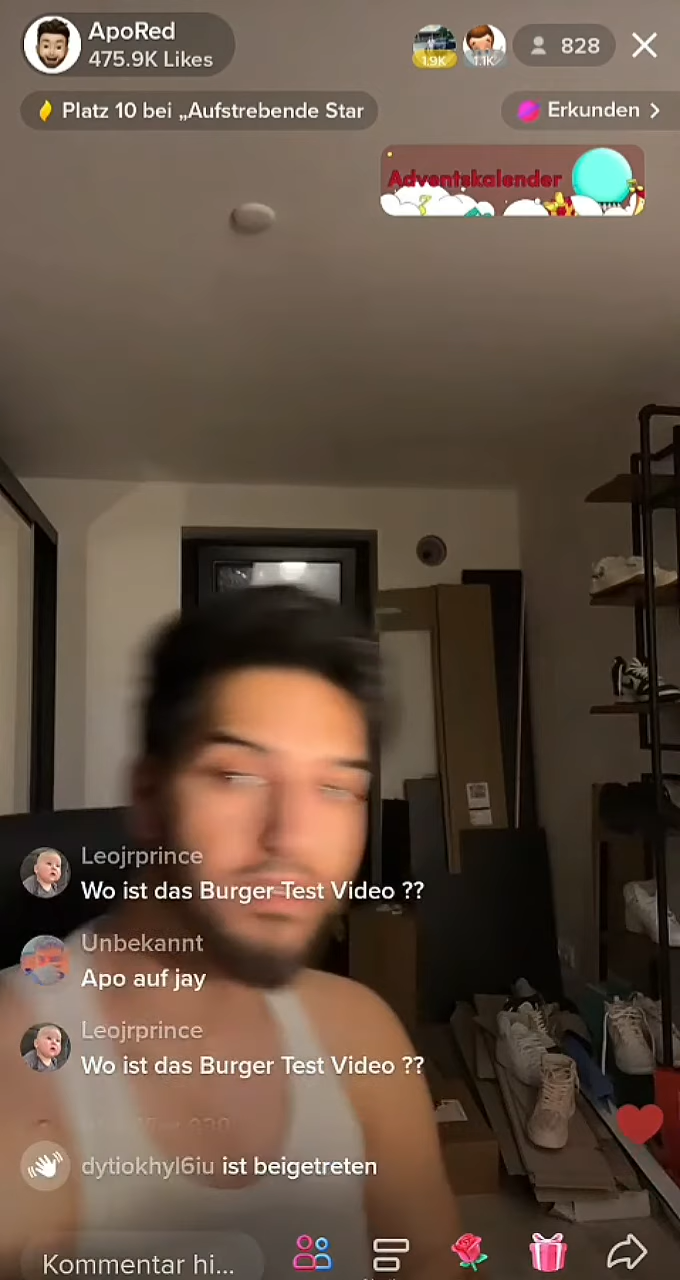 ApoRed
475.9K Likes
1.9K
1.1K
828
Platz 10 bei „Aufstrebende Star
Erkunden
Adventskalender
Leojrprince
Wo ist das Burger Test Video ??
Unbekannt
Apo auf jay
Leojrprince
Wo ist das Burger Test Video ??
dytiokhyl6iu ist beigetreten
Kommentar hi...